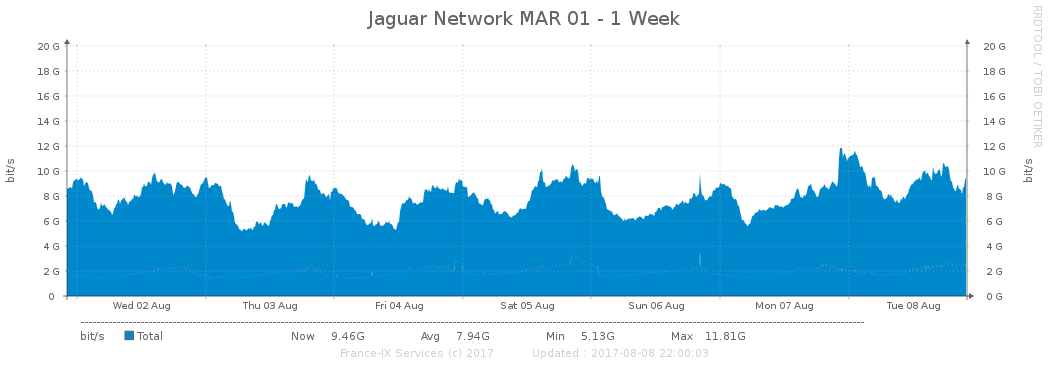 Jaguar Network MAR 01 - 1 Week
RRDTOOL / TOBI OETIKER
bit/s
20 G 20 G
18 G 18 G
16 G 16 G
14 G 14 G
12 G 12 G
10 G 10 G
8 G 8 G
6 G 6 G
4 G 4 G
2 G 2 G
0 0 G
bit/s
Wed 02 Aug Thu 03 Aug Fri 04 Aug Sat 05 Aug Sun 06 Aug Mon 07 Aug Tue 08 Aug
bit/s Total Now 9.46G Avg 7.94G Min 5.13G Max 11.81G
France-IX Services (c) 2017 Updated : 2017-08-08 22:00:03